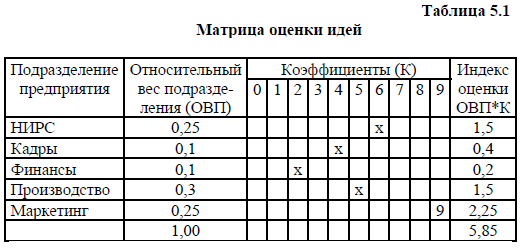 Таблица 5.1
Матрица оценки идей
Подразделение предприятия Относительный вес подразде- ления (ОВП) Коэффициенты (К) Индекс оценки ОВП*К
0 1 2 3 4 5 6 7 8 9
НИРС 0,25 х 1,5
Кадры 0,1 х 0,4
Финансы 0,1 х 0,2
Производство 0,3 х 1,5
Маркетинг 0,25 9 2,25
1,00 5,85